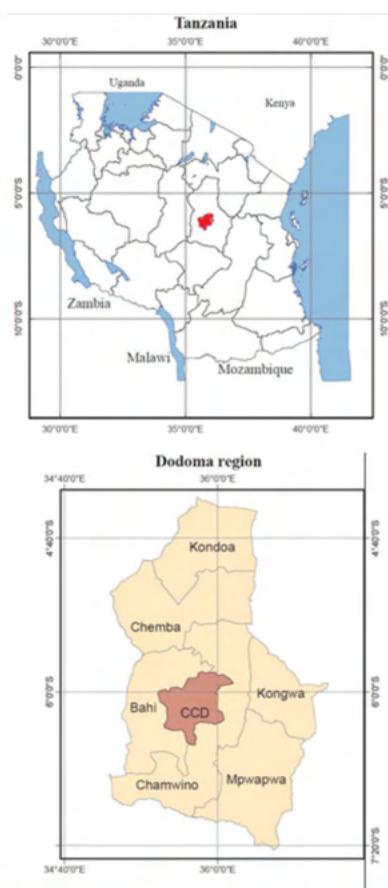 Tanzania
30°0'0"E 35°0'0"E 40°0'0"E
Uganda
Kenya
0°0'0" 0°0'0"
5°0'0"S 5°0'0"S
Zambia
10°0'0"S 10°0'0"S
Malawi
Mozambique
30°0'0"E 35°0'0"E 40°0'0"E
Dodoma region
34°40'0"E 36°0'0"E
4°40'0"S 4°40'0"S
Kondoa
Chemba
6°0'0"S 6°0'0"S
Kongwa
Bahi
CCD
Mpwapwa
Chamwino
7°20'0"S
34°40'0"E 36°0'0"E